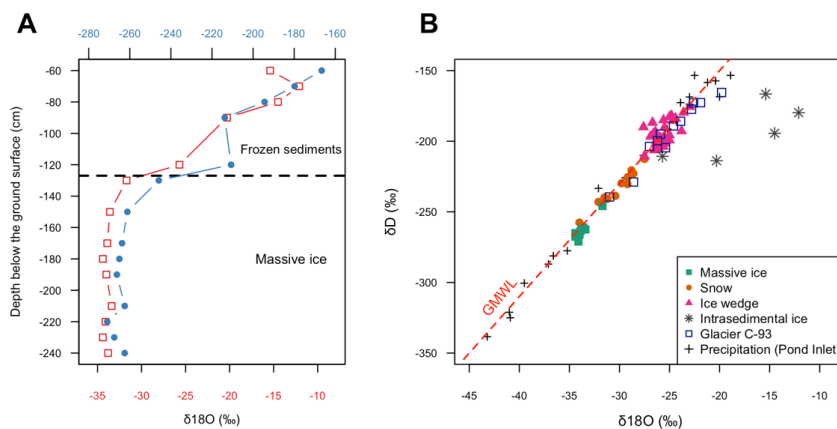 A
-280 -260 -240 -220 -200 -180 -160
-60
-80
-90
-120
-140
-160
-180
-200
-220
-240
Depth below the ground surface (cm)
Frozen sediments
Massive ice
-35 -30 -25 -20 -15 -10
δ18O (‰)
B
-150
-200
-250
-300
-350
δD (‰)
GMWL
Massive ice
Snow
Ice wedge
Intrasedimental ice
Glacier C-93
Precipitation (Pond Inlet)
-45 -40 -35 -30 -25 -20 -15 -10
δ18O (‰)